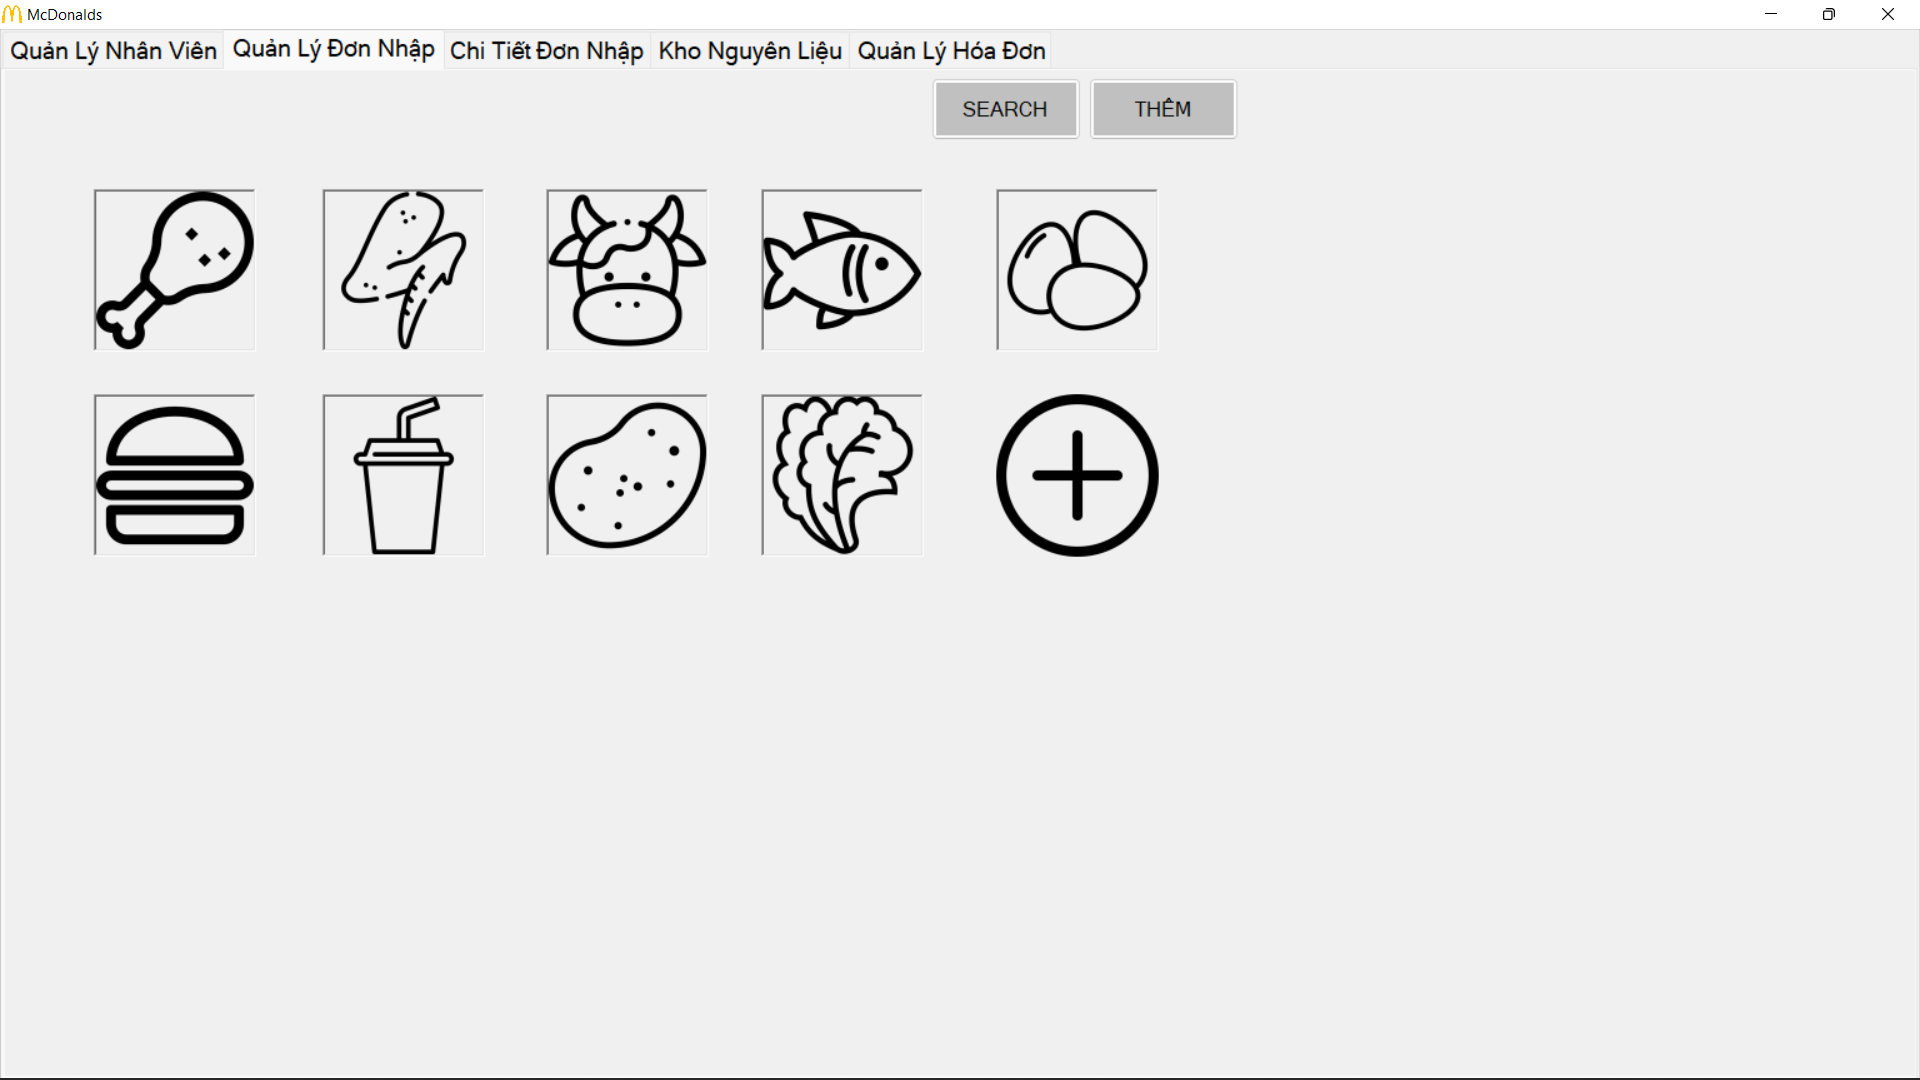 McDonalds
Quản Lý Nhân Viên Quản Lý Đơn Nhập Chi Tiết Đơn Nhập Kho Nguyên Liệu Quản Lý Hóa Đơn
SEARCH THÊM